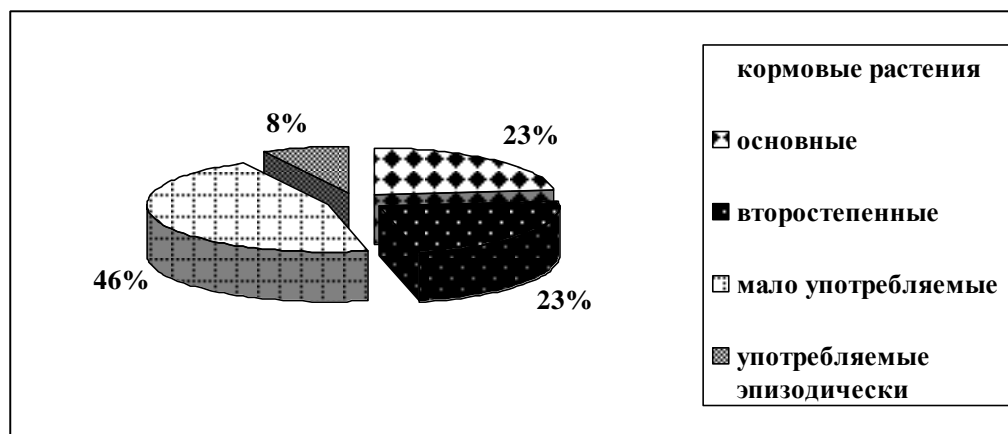 8%
23%
46%
23%
кормовые растения
основные
второстепенные
мало употребляемые
употребляемые
эпизодически